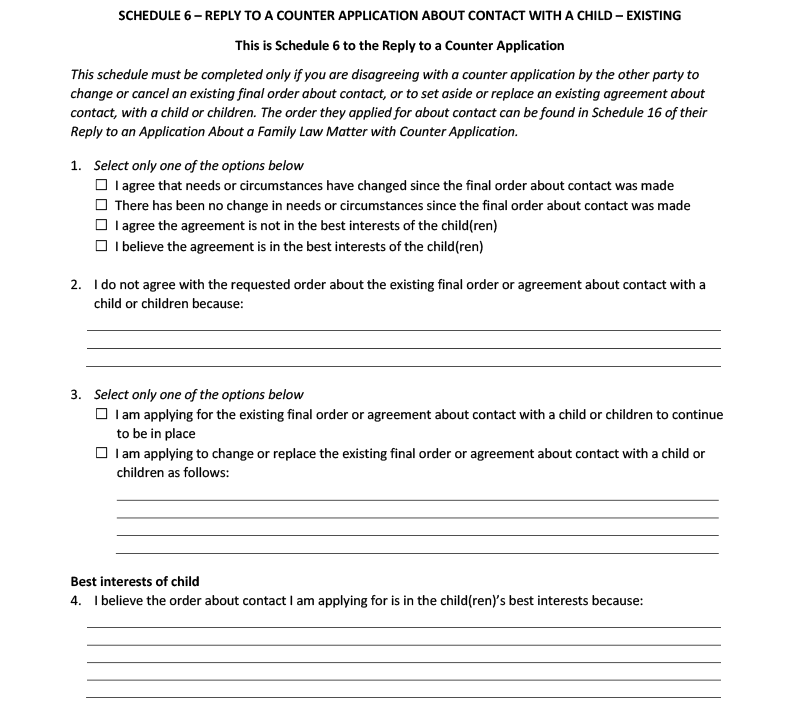 SCHEDULE 6 – REPLY TO A COUNTER APPLICATION ABOUT CONTACT WITH A CHILD – EXISTING
This is Schedule 6 to the Reply to a Counter Application
This schedule must be completed only if you are disagreeing with a counter application by the other party to
change or cancel an existing final order about contact, or to set aside or replace an existing agreement about
contact, with a child or children. The order they applied for about contact can be found in Schedule 16 of their
Reply to an Application About a Family Law Matter with Counter Application.
1. Select only one of the options below
☐ I agree that needs or circumstances have changed since the final order about contact was made
☐ There has been no change in needs or circumstances since the final order about contact was made
☐ I agree the agreement is not in the best interests of the child(ren)
☐ I believe the agreement is in the best interests of the child(ren)
2. I do not agree with the requested order about the existing final order or agreement about contact with a
child or children because:
3. Select only one of the options below
☐ I am applying for the existing final order or agreement about contact with a child or children to continue
to be in place
☐ I am applying to change or replace the existing final order or agreement about contact with a child or
children as follows:
Best interests of child
4. I believe the order about contact I am applying for is in the child(ren)'s best interests because: